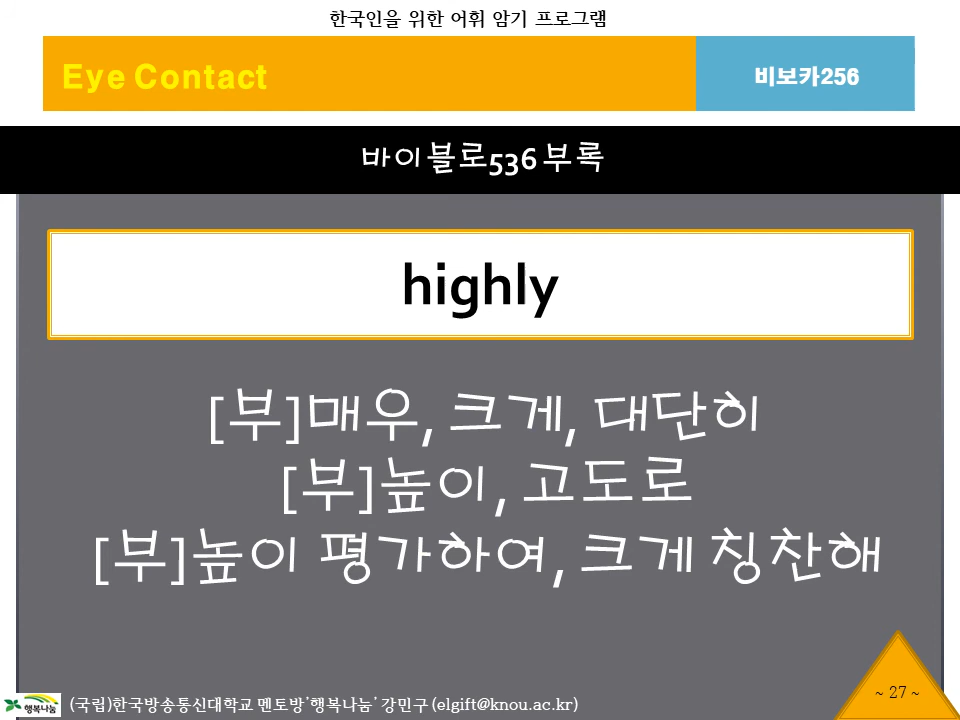 한국인을 위한 어휘 암기 프로그램
Eye Contact
비보카256
바이블로536 부록
highly
[부]매우, 크게, 대단히
[부]높이, 고도로
[부]높이 평가하여, 크게 칭찬해
행복나눔
(국립)한국방송통신대학교 멘토방'행복나눔' 강민구 (elgift@knou.ac.kr)
~ 27 ~